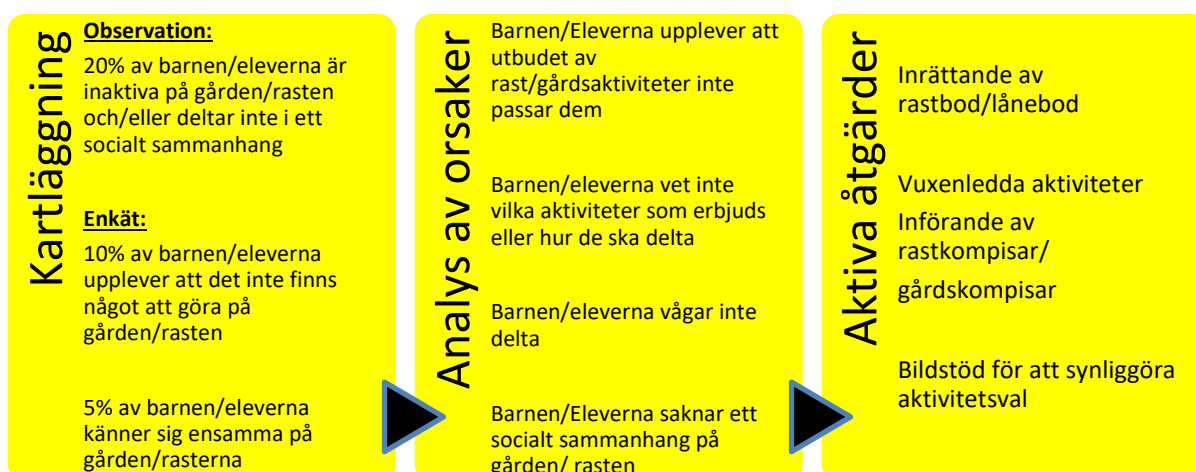 Kartläggning
Observation:
20% av barnen/eleverna är
inaktiva på gården/rasten
och/eller deltar inte i ett
socialt sammanhang
Enkät:
10% av barnen/eleverna
upplever att det inte finns
något att göra på
gården/rasten
5% av barnen/eleverna
känner sig ensamma på
gården/rasterna
Analys av orsaker
Barnen/Eleverna upplever att
utbudet av
rast/gårdsaktiviteter inte
passar dem
Barnen/eleverna vet inte
vilka aktiviteter som erbjuds
eller hur de ska delta
Barnen/eleverna vågar inte
delta
Barnen/Eleverna saknar ett
socialt sammanhang på
gården/ rasten
Aktiva åtgärder
Inrättande av
rastbod/lånebod
Vuxenledda aktiviteter
Införande av
rastkompisar/
gårdskompisar
Bildstöd för att synliggöra
aktivitetsval